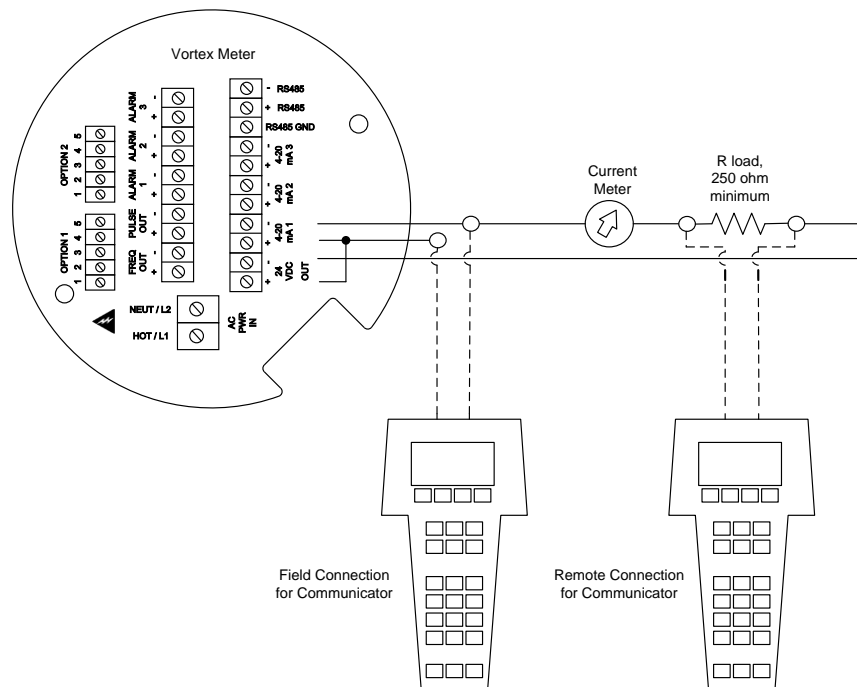 Vortex Meter
- RS485
+ RS485
RS485 GND
-
+
4-20
mA 3
-
+
4-20
mA 2
-
+
4-20
mA 1
-
+
24
VDC
OUT
ALARM
3
-
+
ALARM
2
-
+
ALARM
1
-
+
PULSE
OUT
-
+
FREQ
OUT
-
+
OPTION 2
5
4
3
2
1
OPTION 1
5
4
3
2
1
NEUT / L2
HOT / L1
AC
PWR
IN
Current
Meter
R load,
250 ohm
minimum
Field Connection
for Communicator
Remote Connection
for Communicator